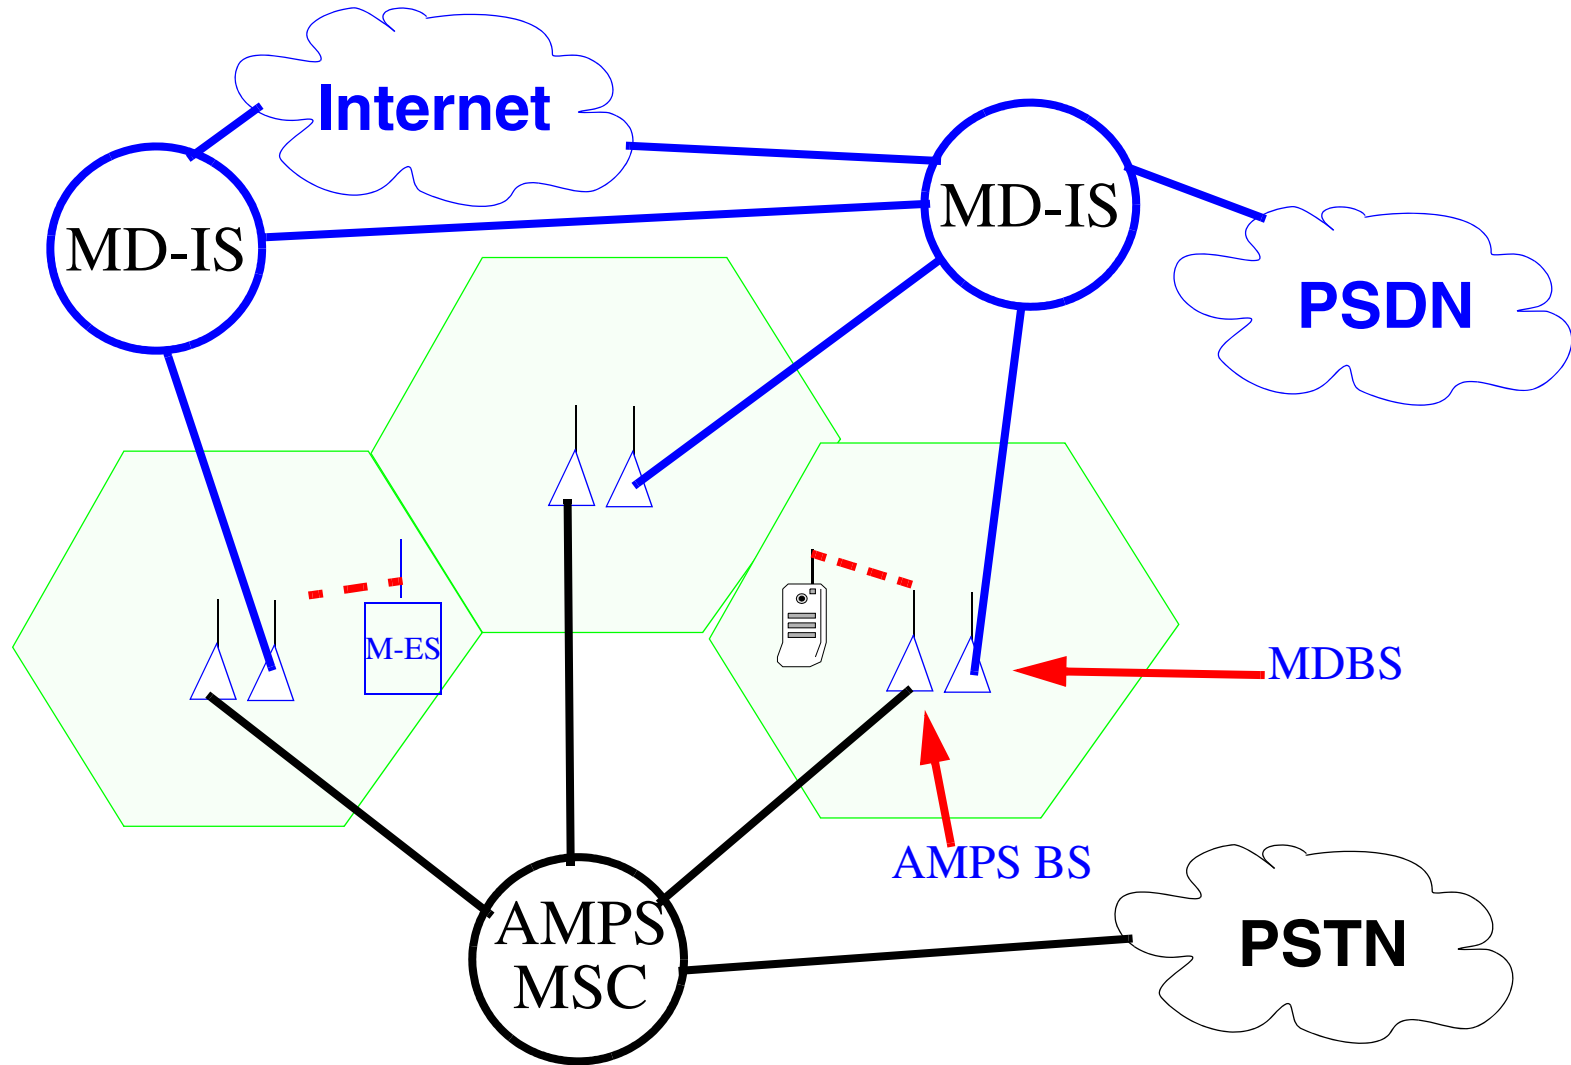 Internet
MD-IS
MD-IS
PSDN
M-ES
MDBS
AMPS BS
AMPS
MSC
PSTN